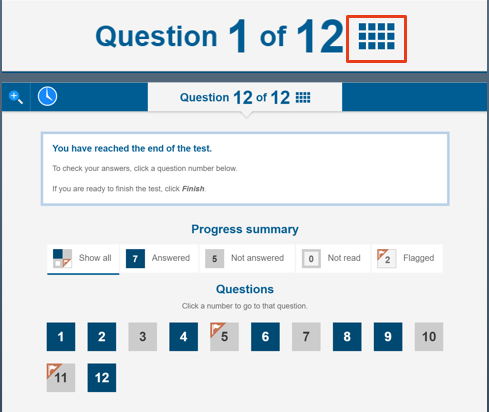 Question 1 of 12
Question 12 of 12
You have reached the end of the test.
To check your answers, click a question number below.
If you are ready to finish the test, click Finish.
Progress summary
Show all 7 Answered 5 Not answered 0 Not read 2 Flagged
Questions
Click a number to go to that question.
1 2 3 4 5 6 7 8 9 10
11 12